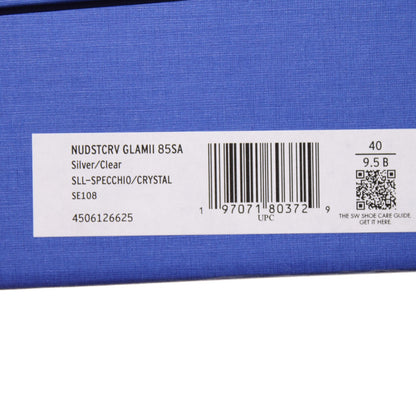 NUDSTCRV GLAMII 85SA
Silver/Clear
SLL-SPECCHIO/CRYSTAL
SE108
4506126625
1 97071 80372 9
UPC
40
9.5 B
THE SW SHOE CARE GUIDE.
GET IT HERE